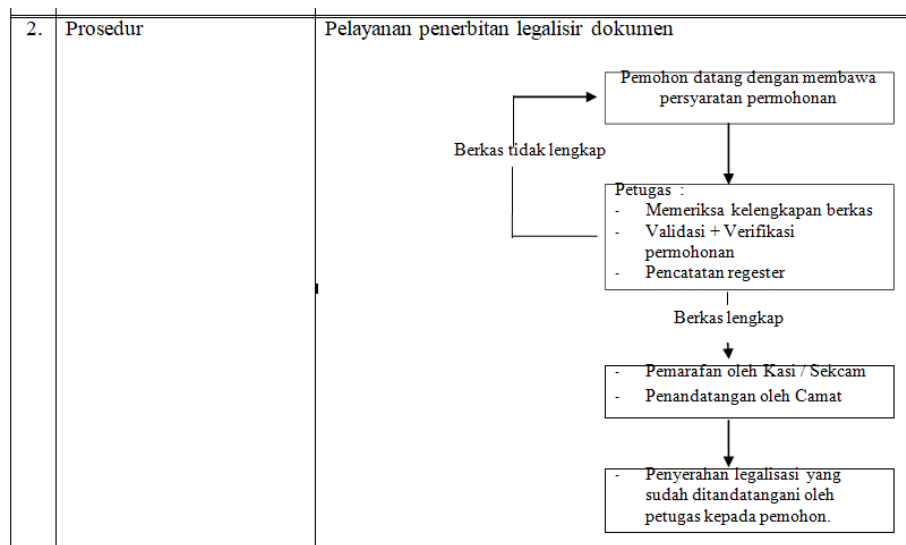 2. Prosedur Pelayanan penerbitan legalisir dokumen
Pemohon datang dengan membawa
persyaratan permohonan
Berkas tidak lengkap
Petugas :
- Memeriksa kelengkapan berkas
- Validasi + Verifikasi
permohonan
- Pencatatan regester
Berkas lengkap
- Pemarafan oleh Kasi / Sekcam
- Penandatangan oleh Camat
- Penyerahan legalisasi yang
sudah ditandatangani oleh
petugas kepada pemohon.